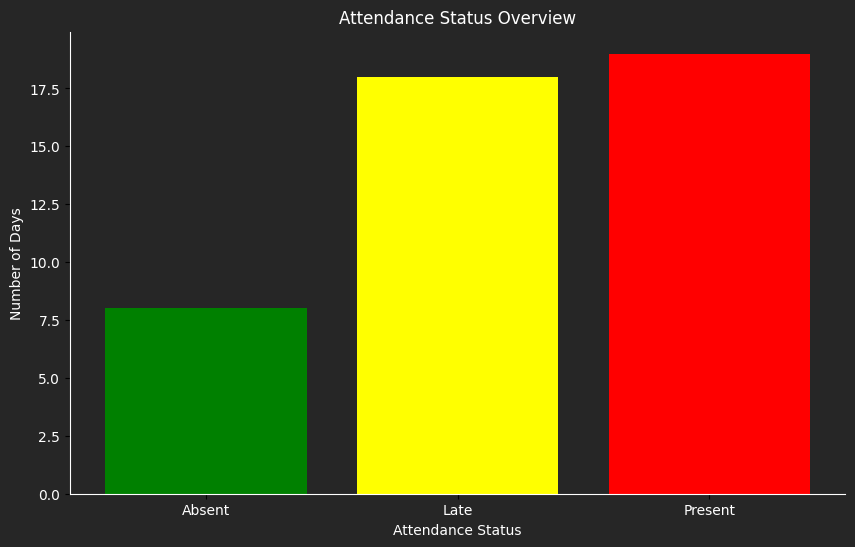 Attendance Status Overview
Number of Days
17.5
15.0
12.5
10.0
7.5
5.0
2.5
0.0
Absent Late Present
Attendance Status